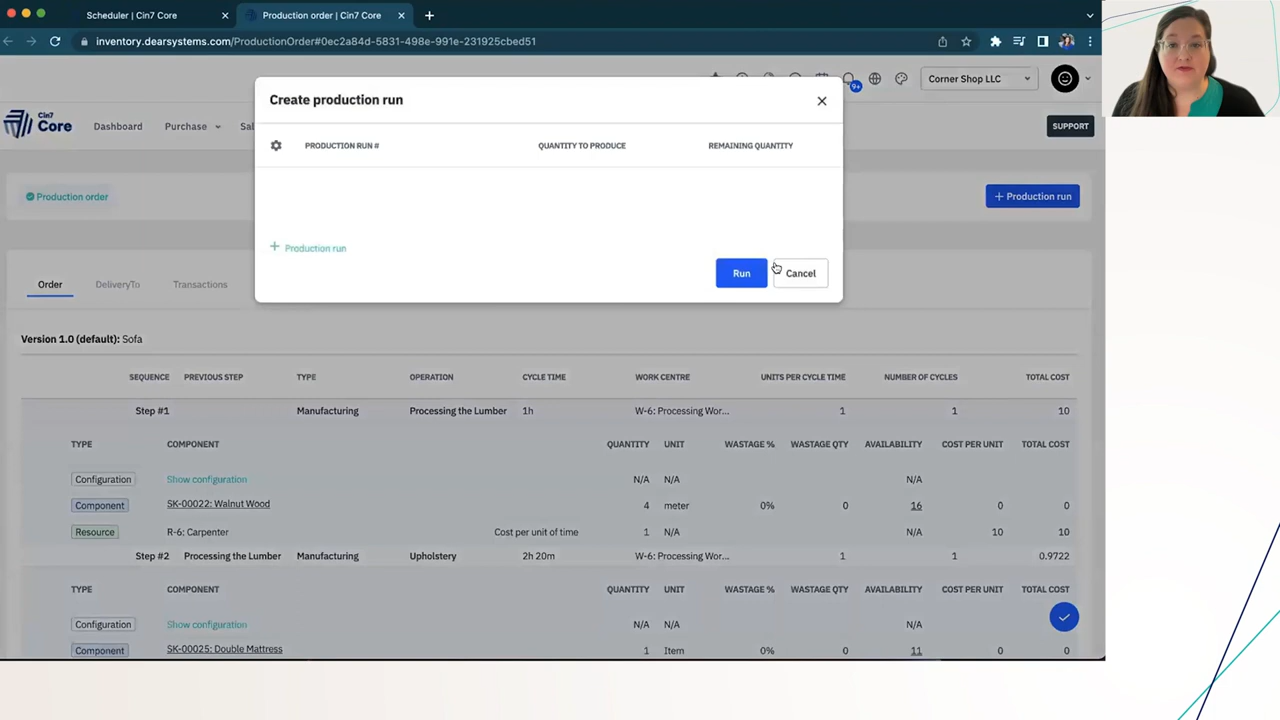 Scheduler | Cin7 Core
Production order | Cin7 Core
inventory.dearsystems.com/ProductionOrder#0ec2a84d-5831-498e-991e-231925cbed51
9+
Corner Shop LLC
Cin7
Core
Dashboard
Purchase
Sal
SUPPORT
Create production run
PRODUCTION RUN #
QUANTITY TO PRODUCE
REMAINING QUANTITY
+ Production run
Run
Cancel
Production order
+ Production run
Order
DeliveryTo
Transactions
Version 1.0 (default): Sofa
SEQUENCE PREVIOUS STEP TYPE OPERATION CYCLE TIME WORK CENTRE UNITS PER CYCLE TIME NUMBER OF CYCLES TOTAL COST
Step #1 Manufacturing Processing the Lumber 1h W-6: Processing Wor... 1 1 10
TYPE COMPONENT QUANTITY UNIT WASTAGE % WASTAGE QTY AVAILABILITY COST PER UNIT TOTAL COST
Configuration Show configuration N/A N/A N/A
Component SK-00022: Walnut Wood 4 meter 0% 0 16 0 0
Resource R-6: Carpenter Cost per unit of time 1 N/A N/A 10 10
Step #2 Processing the Lumber Manufacturing Upholstery 2h 20m W-6: Processing Wor... 1 1 0.9722
TYPE COMPONENT QUANTITY UNIT WASTAGE % WASTAGE QTY AVAILABILITY COST PER UNIT TOTAL COST
Configuration Show configuration N/A N/A N/A
Component SK-00025: Double Mattress 1 Item 0% 0 11 0 0